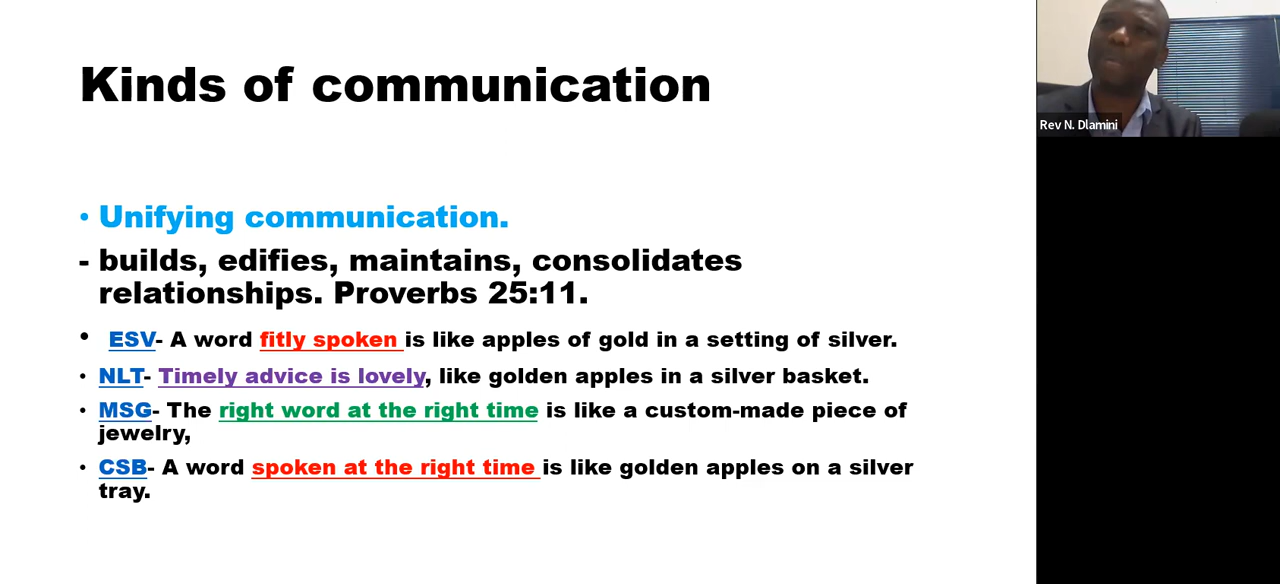 Kinds of communication
Rev N. Dlamini
• Unifying communication.
- builds, edifies, maintains, consolidates
relationships. Proverbs 25:11.
• ESV- A word fitly spoken is like apples of gold in a setting of silver.
• NLT- Timely advice is lovely, like golden apples in a silver basket.
• MSG- The right word at the right time is like a custom-made piece of
jewelry,
• CSB- A word spoken at the right time is like golden apples on a silver
tray.